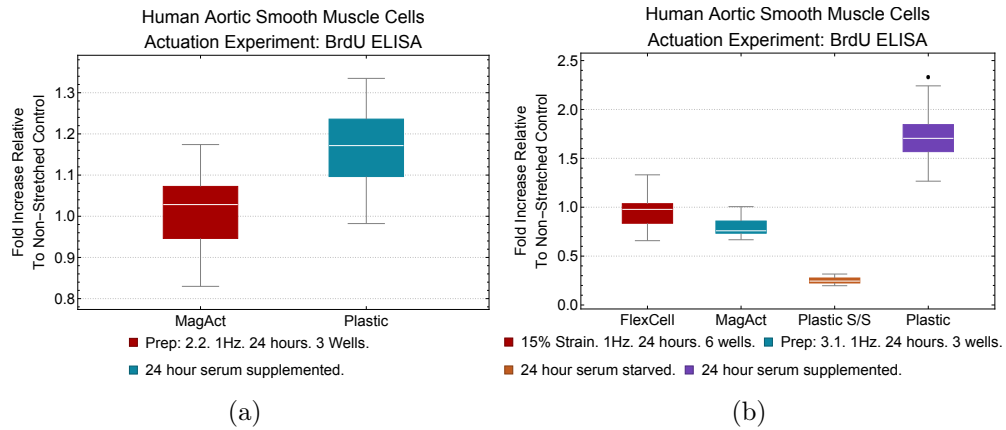 Human Aortic Smooth Muscle Cells
Actuation Experiment: BrdU ELISA
Fold Increase Relative
To Non−Stretched Control
1.3
1.2
1.1
1.0
0.9
0.8
MagAct
Plastic
Prep: 2.2. 1Hz. 24 hours. 3 Wells.
24 hour serum supplemented.
(a)
Human Aortic Smooth Muscle Cells
Actuation Experiment: BrdU ELISA
Fold Increase Relative
To Non−Stretched Control
2.5
2.0
1.5
1.0
0.5
0.0
FlexCell
MagAct
Plastic S/S
Plastic
15% Strain. 1Hz. 24 hours. 6 wells.
Prep: 3.1. 1Hz. 24 hours. 3 wells.
24 hour serum starved.
24 hour serum supplemented.
(b)